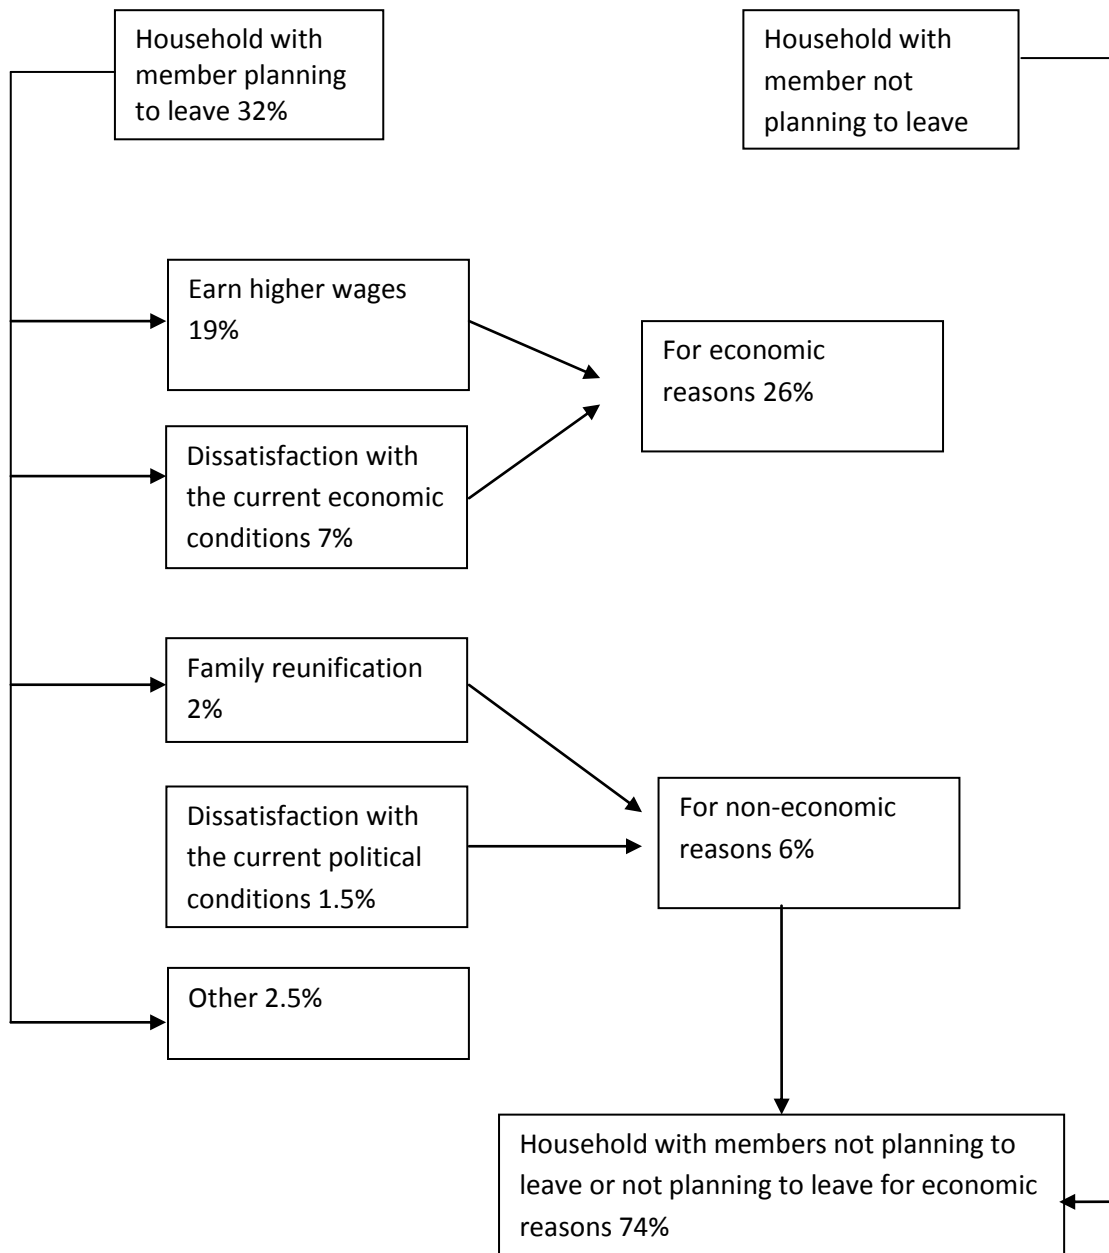 Household with
member planning
to leave 32%
Household with
member not
planning to leave
Earn higher wages
19%
For economic
reasons 26%
Dissatisfaction with
the current economic
conditions 7%
Family reunification
2%
Dissatisfaction with
the current political
conditions 1.5%
For non-economic
reasons 6%
Other 2.5%
Household with members not planning to
leave or not planning to leave for economic
reasons 74%